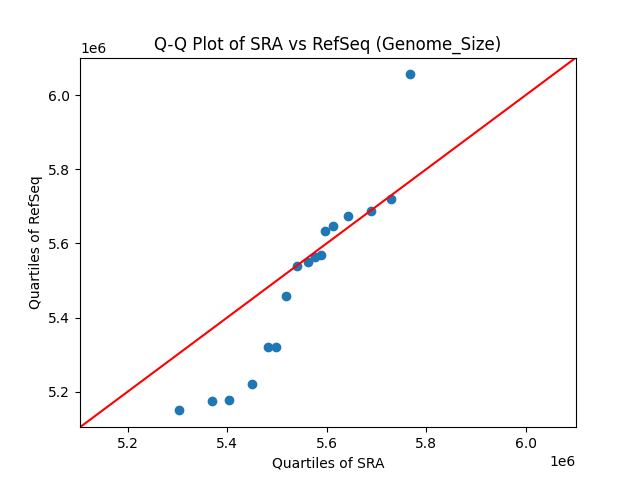 Q-Q Plot of SRA vs RefSeq (Genome_Size)
1e6
6.0
5.8
5.6
5.4
5.2
Quartiles of RefSeq
5.2 5.4 5.6 5.8 6.0
Quartiles of SRA
1e6